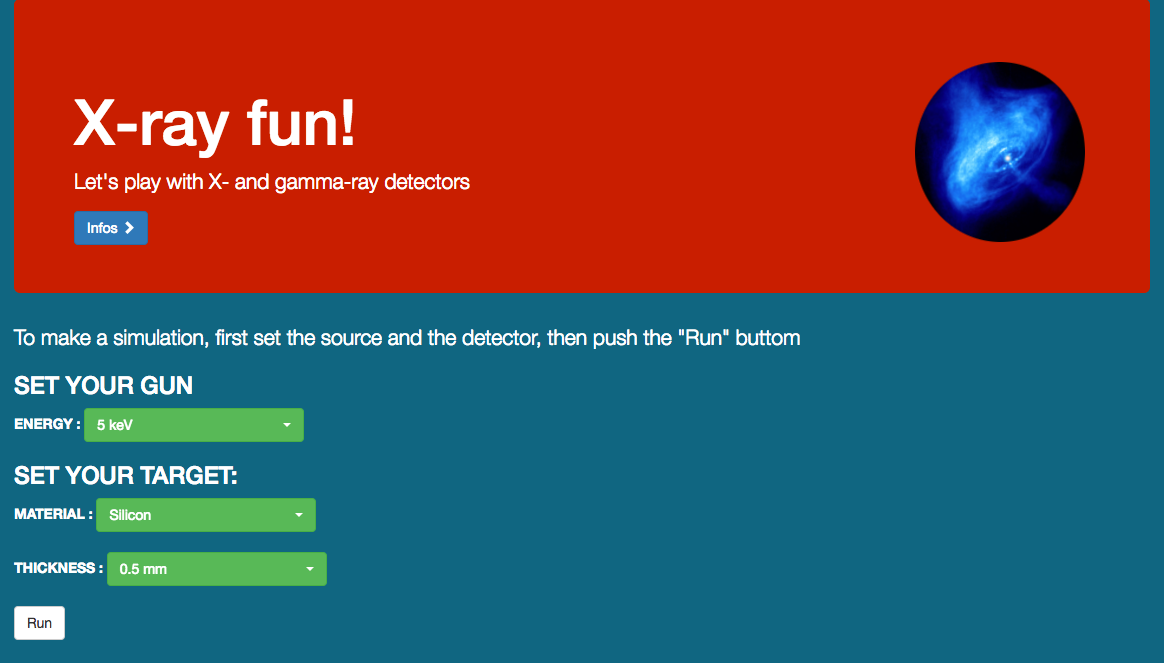 X-ray fun!
Let's play with X- and gamma-ray detectors
Infos
To make a simulation, first set the source and the detector, then push the "Run" buttom
SET YOUR GUN
ENERGY : 5 keV
SET YOUR TARGET:
MATERIAL : Silicon
THICKNESS : 0.5 mm
Run